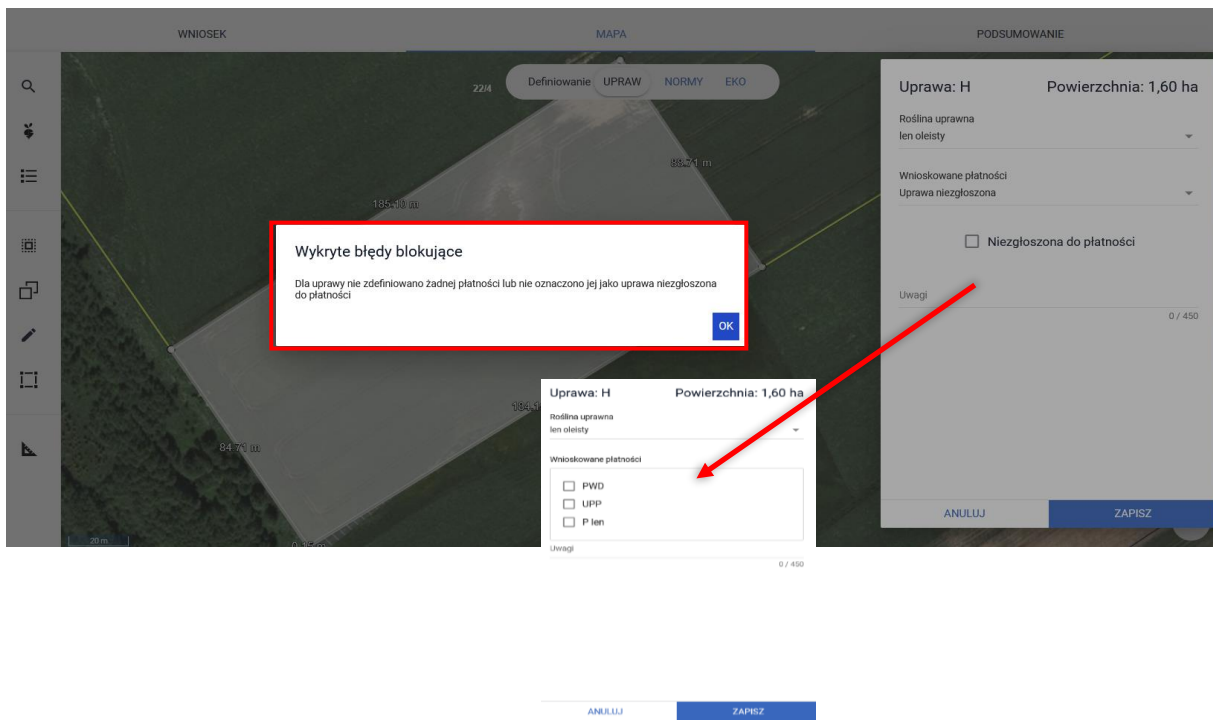 WNIOSEK
MAPA
PODSUMOWANIE
22/4
Definiowanie UPRAW NORMY EKO
Uprawa: H Powierzchnia: 1,60 ha
Roślina uprawna
len oleisty
Wnioskowane płatności
Uprawa niezgłoszona
Niezgłoszona do płatności
Uwagi
0 / 450
ANULUJ ZAPISZ
88.71 m
185.10 m
Wykryte błędy blokujące
Dla uprawy nie zdefiniowano żadnej płatności lub nie oznaczono jej jako uprawa niezgłoszona
do płatności
OK
84.71 m
20 m
0.15 m
Uprawa: H Powierzchnia: 1,60 ha
Roślina uprawna
len oleisty
Wnioskowane płatności
PWD
UPP
P len
Uwagi
0 / 450
ANULUJ ZAPISZ